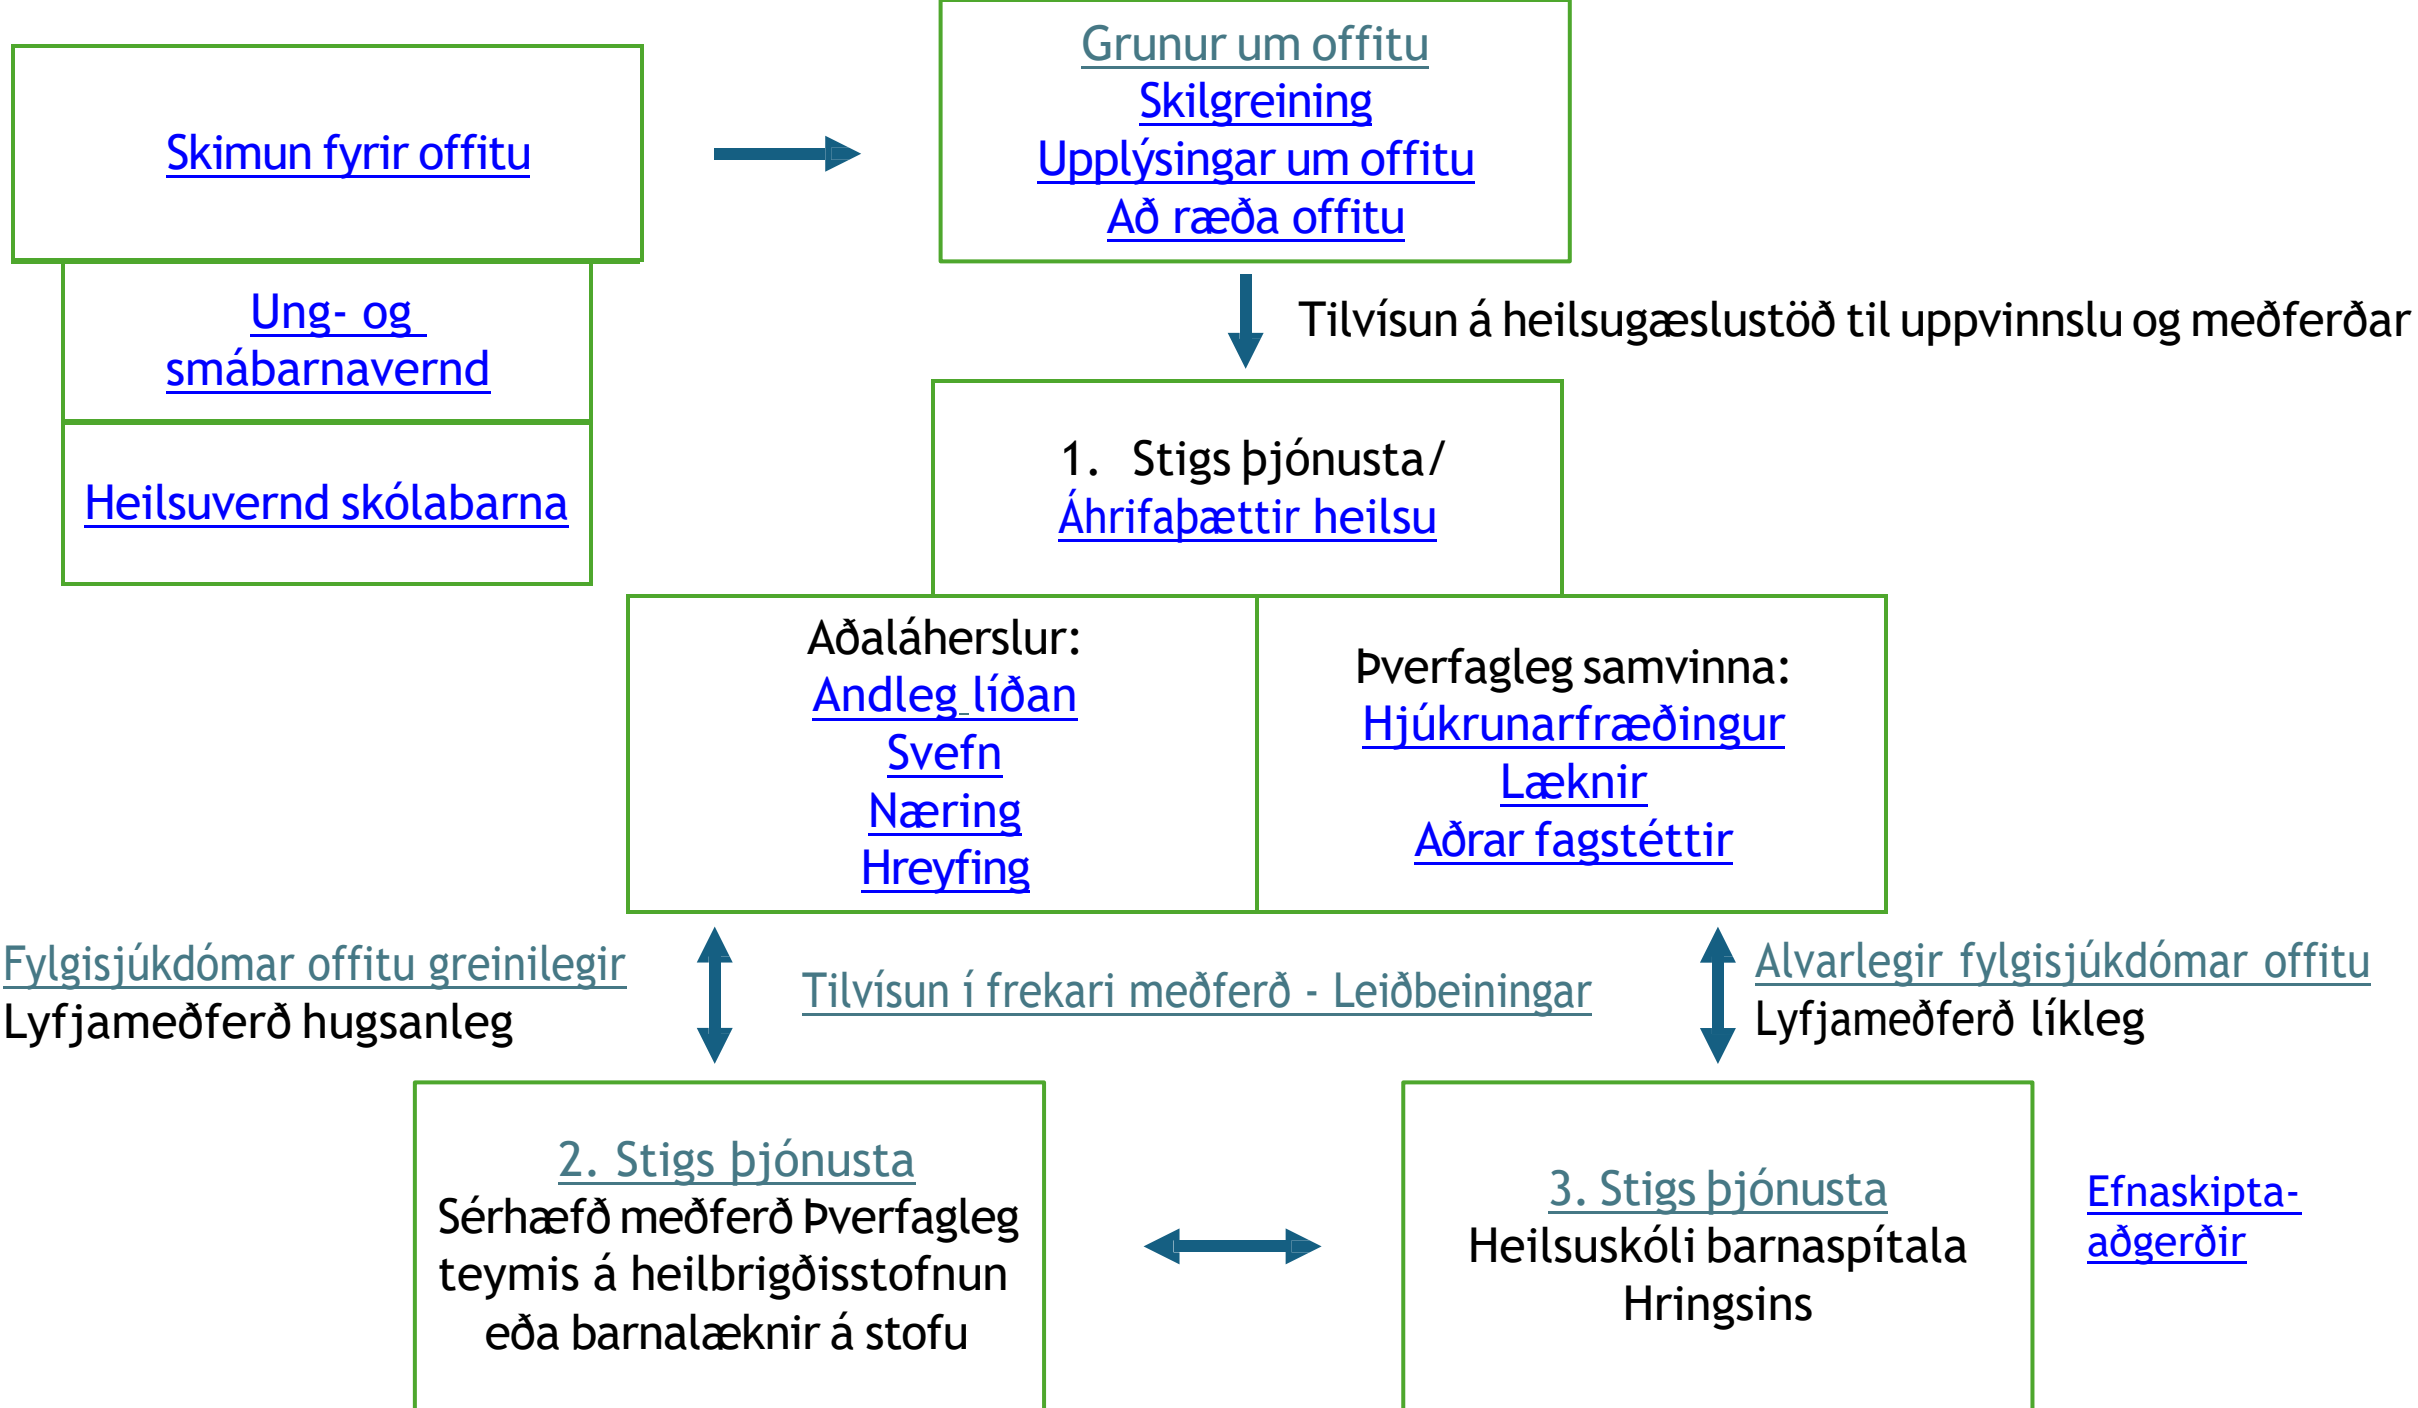 Skimun fyrir offitu
Ung- og
smábarnavernd
Heilsuvernd skólabarna
Grunur um offitu
Skilgreining
Upplýsingar um offitu
Að ræða offitu
Tilvísun á heilsugæslustöð til uppvinnslu og meðferðar
1. Stigs þjónusta/
Áhrifaþættir heilsu
Aðaláherslur:
Andleg líðan
Svefn
Næring
Hreyfing
Þverfagleg samvinna:
Hjúkrunarfræðingur
Læknir
Aðrar fagstéttir
Fylgisjúkdómar offitu greinilegir
Lyfjameðferð hugsanleg
Tilvísun í frekari meðferð - Leiðbeiningar
Alvarlegir fylgisjúkdómar offitu
Lyfjameðferð líkleg
2. Stigs þjónusta
Sérhæfð meðferð Þverfagleg
teymis á heilbrigðisstofnun
eða barnalæknir á stofu
3. Stigs þjónusta
Heilsuskóli barnaspítala
Hringsins
Efnaskipta-
aðgerðir